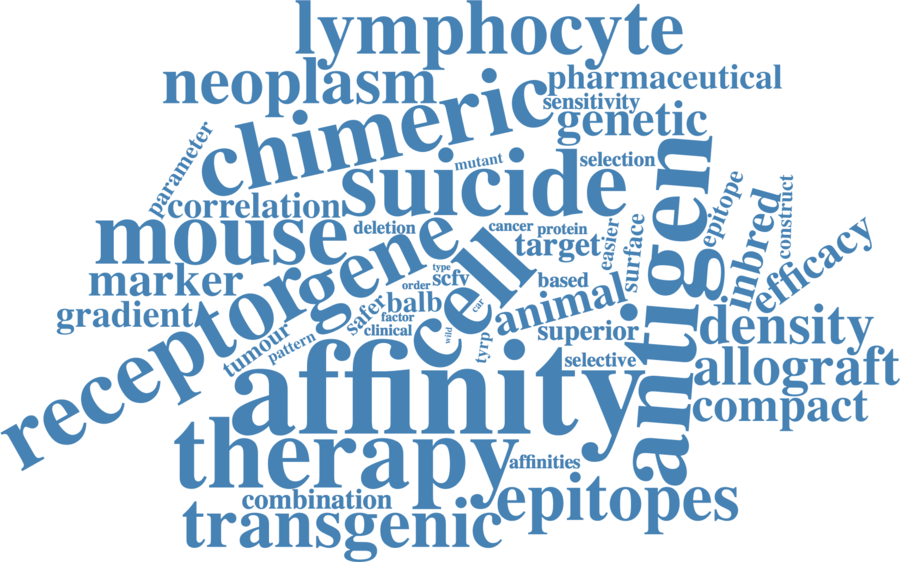 lymphocyte
neoplasm
pharmaceutical
chimeric
sensitivity
genetic
parameter
mutant
selection
suicide
antigen
correlation
mouse
deletion
cancer
protein
target
easier
surface
epitope
inbred
construct
efficacy
marker
gene
cell
type
scfv
order
based
animal
gradient
receptor
safer
balb
factor
clinical
car
wild
tyrp
superior
density
tumour
pattern
selective
affinity
allograft
compact
therapy
affinities
combination
epitopes
transgenic